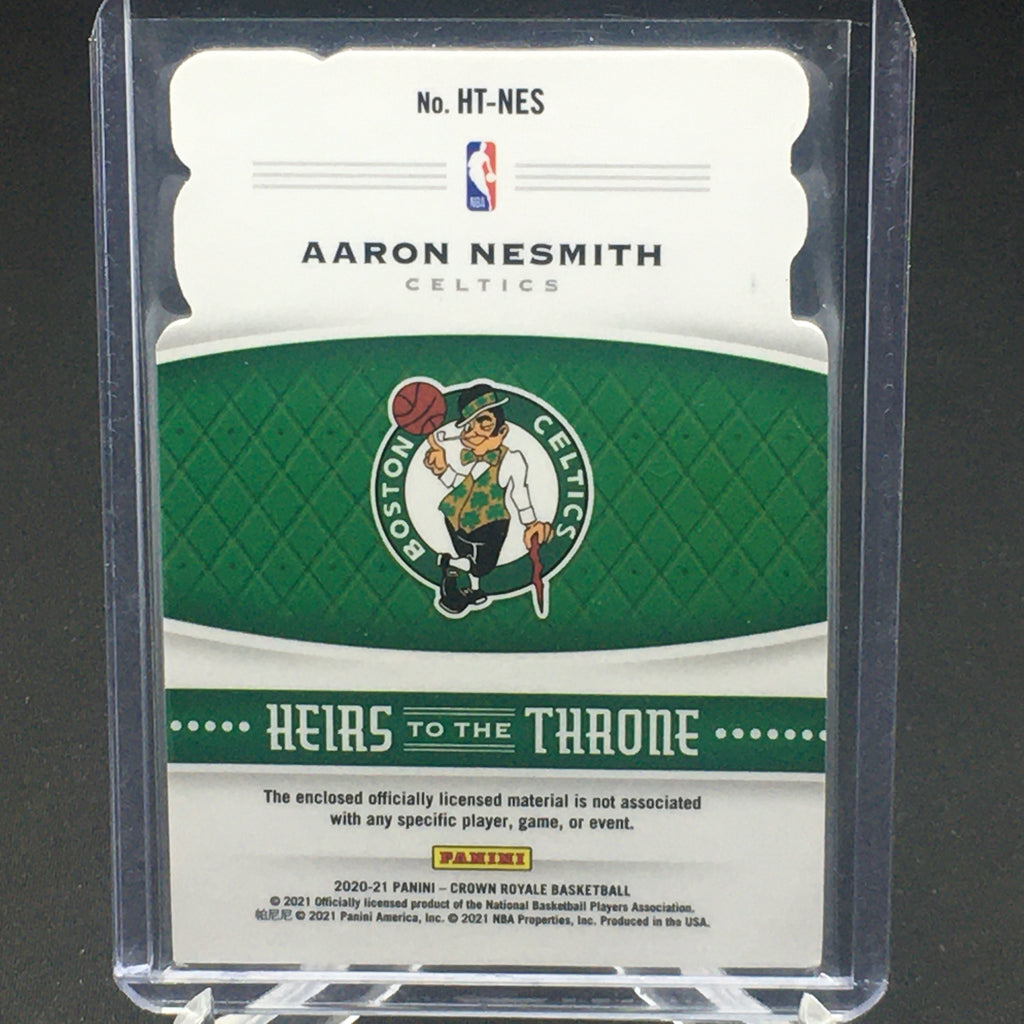 No. HT-NES
NBA
AARON NESMITH
CELTICS
BOSTON CELTICS
HEIRS TO THE THRONE
The enclosed officially licensed material is not associated
with any specific player, game, or event.
PANINI
2020-21 PANINI – CROWN ROYALE BASKETBALL
© 2021 Officially licensed product of the National Basketball Players Association.
帕尼尼 © 2021 Panini America, Inc. © 2021 NBA Properties, Inc. Produced in the USA.